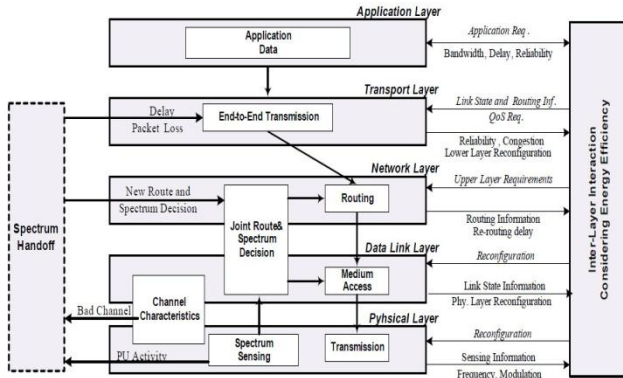 Application Layer
Application
Data
Application Req .
Bandwidth, Delay, Reliability
Transport Layer
Delay
Packet Loss
End-to-End Transmission
Link State and Routing Inf.
QoS Req.
Reliability , Congestion
Lower Layer Reconfiguration
Network Layer
New Route and
Spectrum Decision
Joint Route&
Spectrum
Decision
Routing
Upper Layer Requirements
Routing Information
Re-routing delay
Spectrum
Handoff
Data Link Layer
Medium
Access
Reconfiguration
Link State Information
Phy. Layer Reconfiguration
Bad Channel
Channel
Characteristics
Pyhsical Layer
PU Activity
Spectrum
Sensing
Transmission
Reconfiguration
Sensing Information
Frequency, Modulation
Inter-Layer Interaction
Considering Energy Efficiency